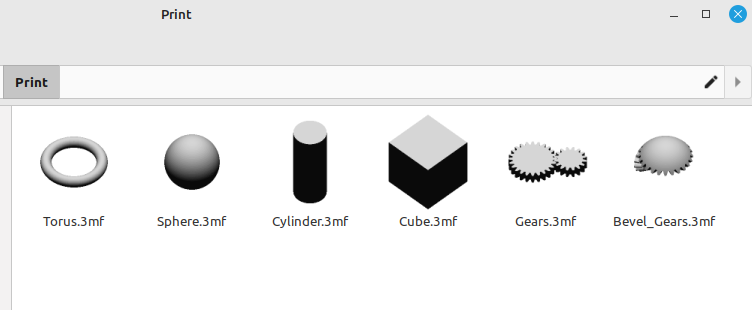 Print
Print
Torus.3mf
Sphere.3mf
Cylinder.3mf
Cube.3mf
Gears.3mf
Bevel_Gears.3mf